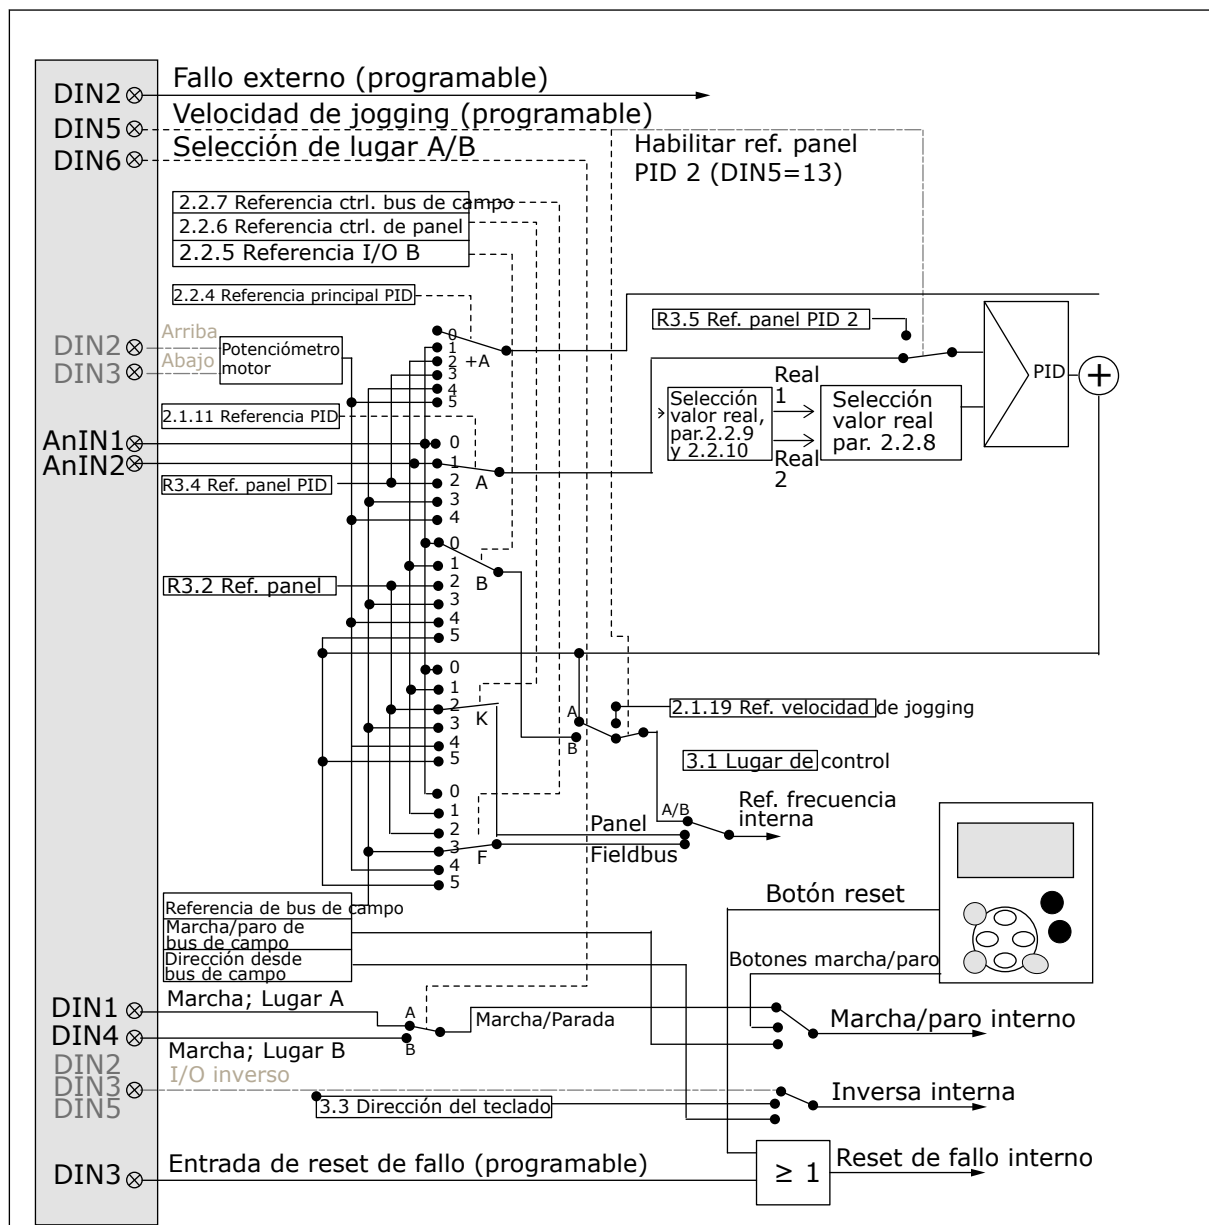 DIN2
Fallo externo (programable)
DIN5
Velocidad de jogging (programable)
DIN6
Selección de lugar A/B
Habilitar ref. panel
PID 2 (DIN5=13)
2.2.7 Referencia ctrl. bus de campo
2.2.6 Referencia ctrl. de panel
2.2.5 Referencia I/O B
2.2.4 Referencia principal PID
R3.5 Ref. panel PID 2
Arriba
DIN2
Abajo
DIN3
Potenciómetro
motor
0
1
2
3
4
5
+A
PID
+
Real
1
Selección
valor real,
par.2.2.9
y 2.2.10
Selección
valor real
par. 2.2.8
Real
2
2.1.11 Referencia PID
AnIN1
AnIN2
R3.4 Ref. panel PID
0
1
2
3
4
A
R3.2 Ref. panel
0
1
2
3
4
5
B
0
1
2
3
4
5
K
A
B
2.1.19 Ref. velocidad de jogging
3.1 Lugar de control
0
1
2
3
4
5
F
A/B
Panel
Fieldbus
Ref. frecuencia
interna
Referencia de bus de campo
Marcha/paro de
bus de campo
Dirección desde
bus de campo
Botón reset
Botones marcha/paro
DIN1
Marcha; Lugar A
DIN4
Marcha; Lugar B
A
B
Marcha/Parada
Marcha/paro interno
DIN2
DIN3
DIN5
I/O inverso
3.3 Dirección del teclado
Inversa interna
DIN3
Entrada de reset de fallo (programable)
≥ 1
Reset de fallo interno